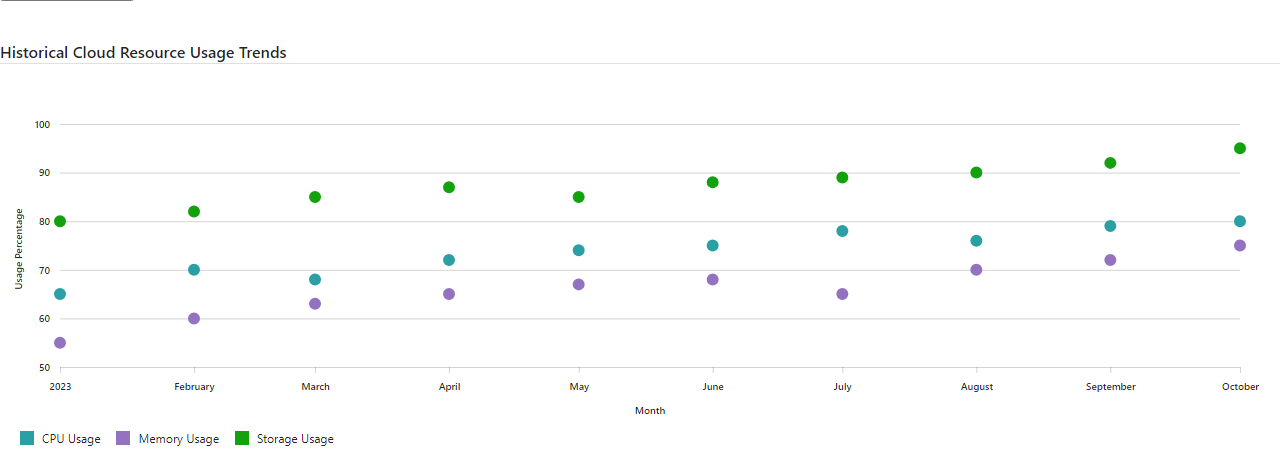 Historical Cloud Resource Usage Trends
100
90
80
70
60
50
Usage Percentage
2023 February March April May June July August September October
Month
CPU Usage Memory Usage Storage Usage